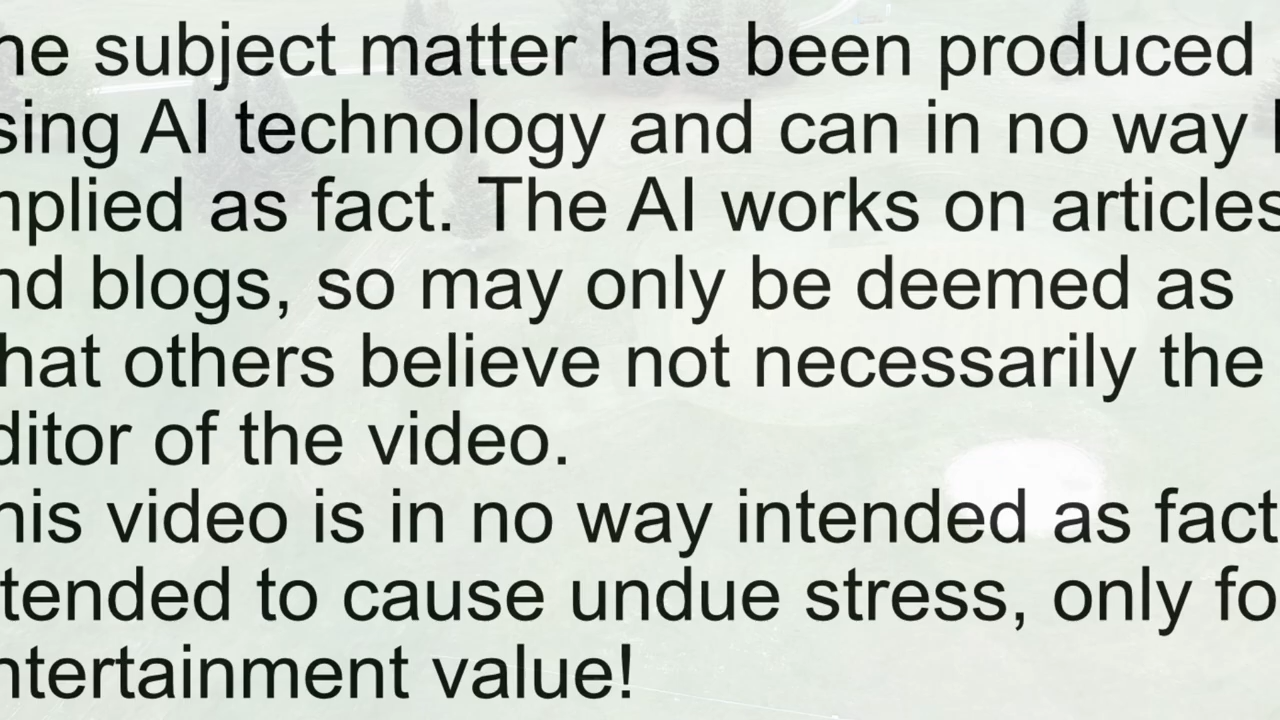 he subject matter has been produced
sing AI technology and can in no way
mplied as fact. The AI works on articles
nd blogs, so may only be deemed as
hat others believe not necessarily the
ditor of the video.
his video is in no way intended as fact
tended to cause undue stress, only fo
ntertainment value!